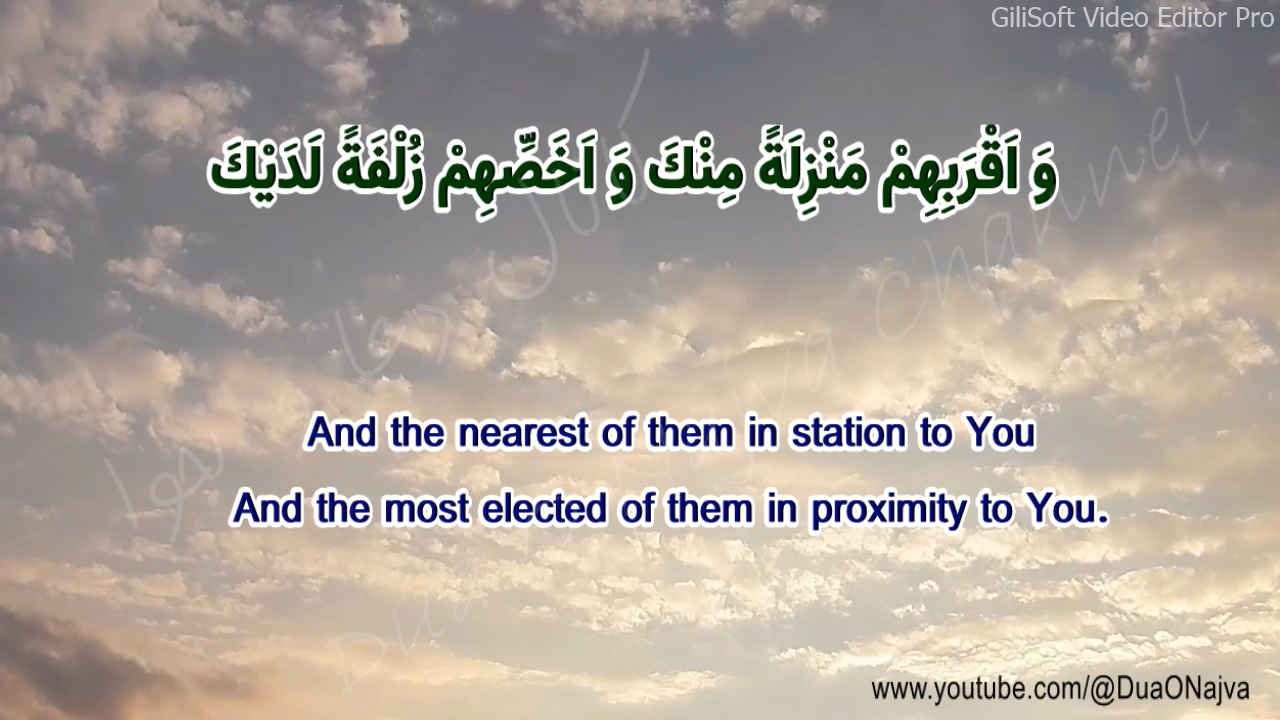 GiliSoft Video Editor Pro
وَ اَقْرَبِهِمْ مَنْزِلَةً مِنْكَ وَ اَخَصِّهِمْ زُلْفَةً لَدَيْكَ
And the nearest of them in station to You
And the most elected of them in proximity to You.
www.youtube.com/@DuaONajva